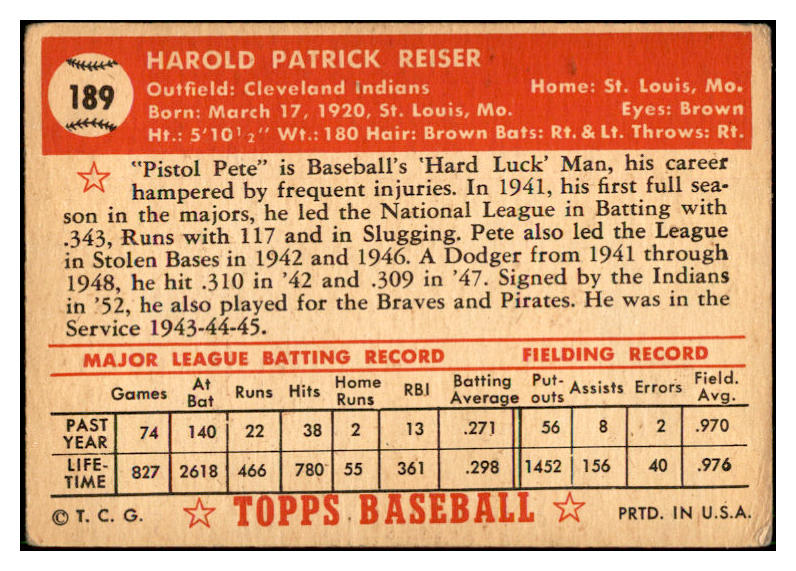 189
HAROLD PATRICK REISER
Outfield: Cleveland Indians Home: St. Louis, Mo.
Born: March 17, 1920, St. Louis, Mo. Eyes: Brown
Ht.: 5'10 1/2" Wt.: 180 Hair: Brown Bats: Rt. & Lt. Throws: Rt.
"Pistol Pete" is Baseball's 'Hard Luck' Man, his career
hampered by frequent injuries. In 1941, his first full sea-
son in the majors, he led the National League in Batting with
.343, Runs with 117 and in Slugging. Pete also led the League
in Stolen Bases in 1942 and 1946. A Dodger from 1941 through
1948, he hit .310 in '42 and .309 in '47. Signed by the Indians
in '52, he also played for the Braves and Pirates. He was in the
Service 1943-44-45.
MAJOR LEAGUE BATTING RECORD FIELDING RECORD
Games At Bat Runs Hits Home Runs RBI Batting Average Put-outs Assists Errors Field. Avg.
PAST YEAR 74 140 22 38 2 13 .271 56 8 2 .970
LIFE-TIME 827 2618 466 780 55 361 .298 1452 156 40 .976
© T. C. G. TOPPS BASEBALL PRTD. IN U.S.A.